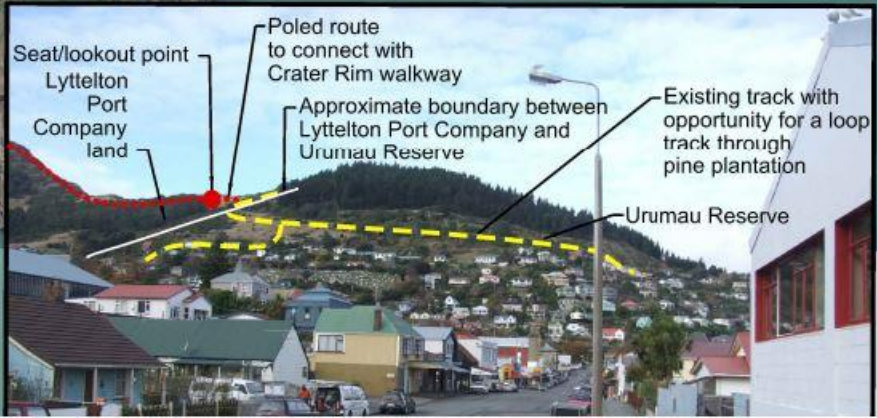 Poled route
to connect with
Crater Rim walkway
Seat/lookout point
Lyttelton
Port
Company
land
Approximate boundary between
Lyttelton Port Company and
Urumau Reserve
Existing track with
opportunity for a loop
track through
pine plantation
Urumau Reserve